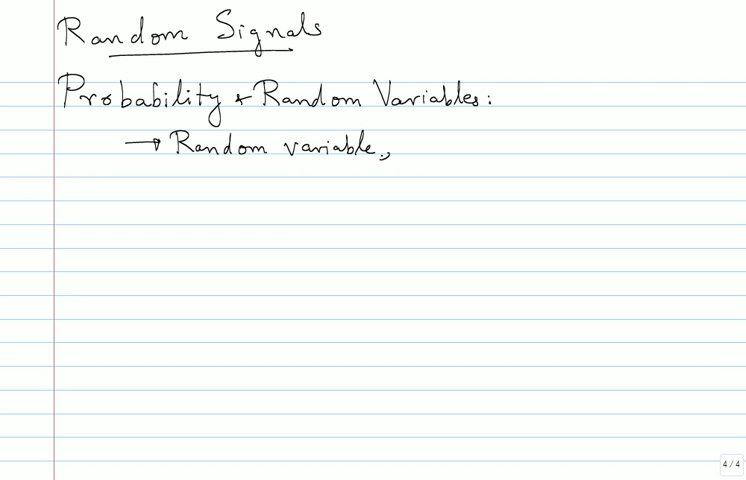 Random Signals
Probability & Random Variables:
→ Random variable,
4/4